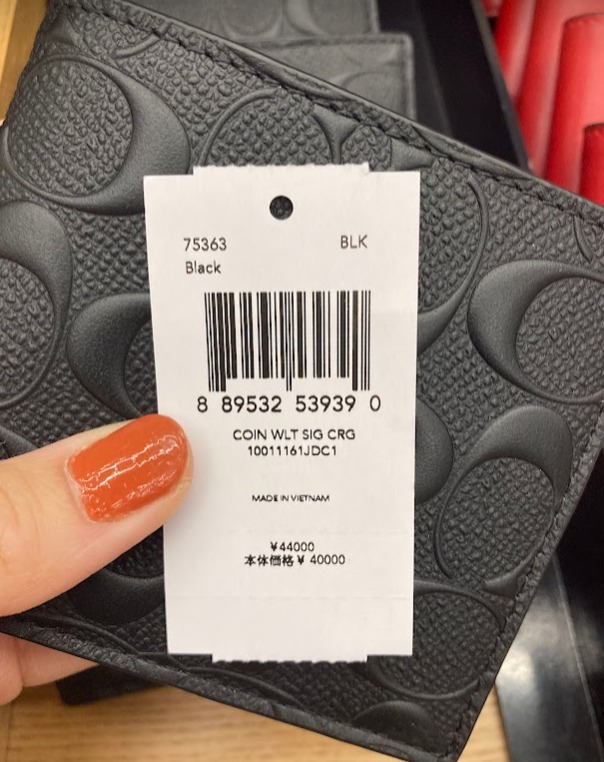 75363 BLK
Black
8 89532 53939 0
COIN WLT SIG CRG
10011161JDC1
MADE IN VIETNAM
¥44000
本体価格¥ 40000